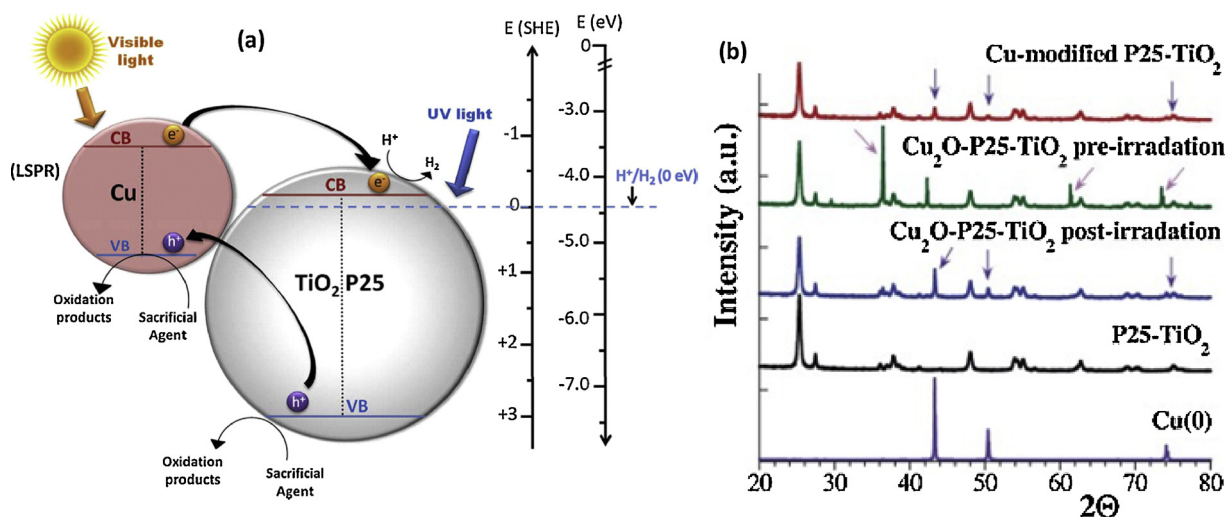 (a)
Visible
light
E (SHE)
E (eV)
0
UV light
-1
-3.0
e-
CB
H+
H2
(LSPR)
Cu
e-
CB
-4.0
H+/H2(0 eV)
0
VB
h+
-5.0
Oxidation
products
Sacrificial
Agent
TiO2 P25
+1
-6.0
+2
-7.0
h+
VB
+3
Oxidation
products
Sacrificial
Agent
(b)
Cu-modified P25-TiO2
Cu2O-P25-TiO2 pre-irradation
Cu2O-P25-TiO2 post-irradation
P25-TiO2
Cu(0)
Intensity (a.u.)
20 30 40 50 60 70 80
2Θ